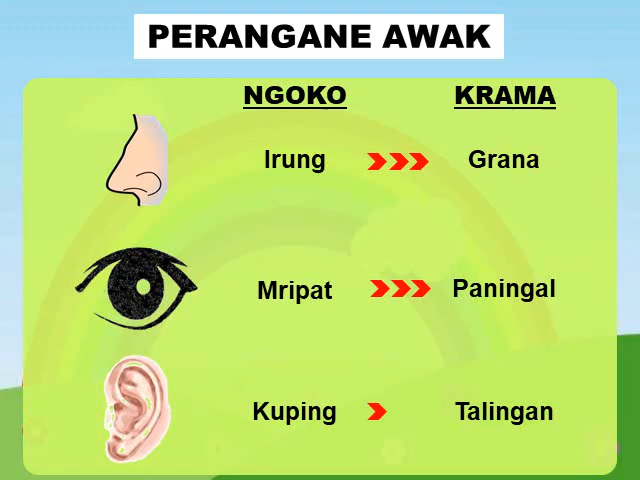 PERANGANE AWAK
NGOKO KRAMA
Irung Grana
Mripat Paningal
Kuping Talingan